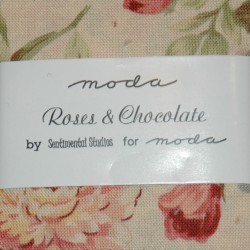 moda
Roses & Chocolate
by Sentimental Studios for moda